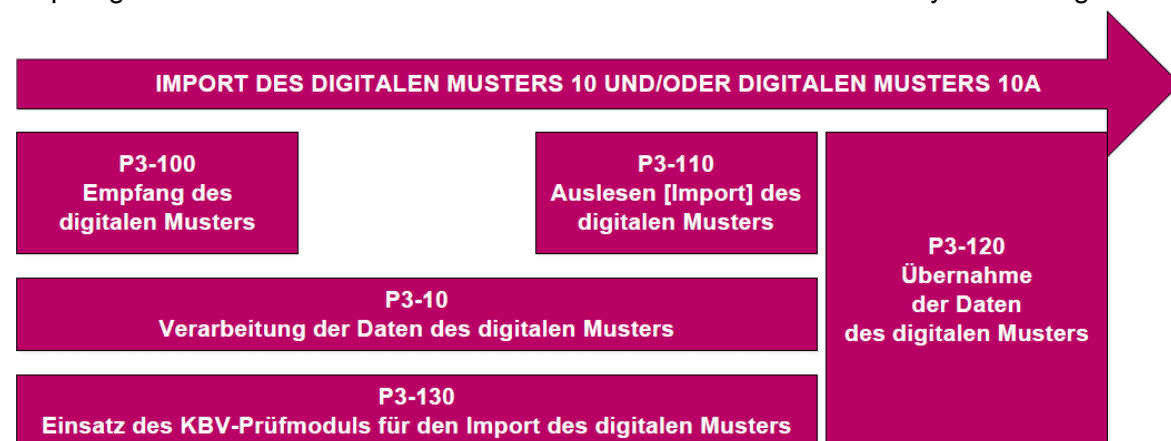 IMPORT DES DIGITALEN MUSTERS 10 UND/ODER DIGITALEN MUSTERS 10A
P3-100
Empfang des
digitalen Musters
P3-110
Auslesen [Import] des
digitalen Musters
P3-120
Übernahme
der Daten
des digitalen Musters
P3-10
Verarbeitung der Daten des digitalen Musters
P3-130
Einsatz des KBV-Prüfmoduls für den Import des digitalen Musters